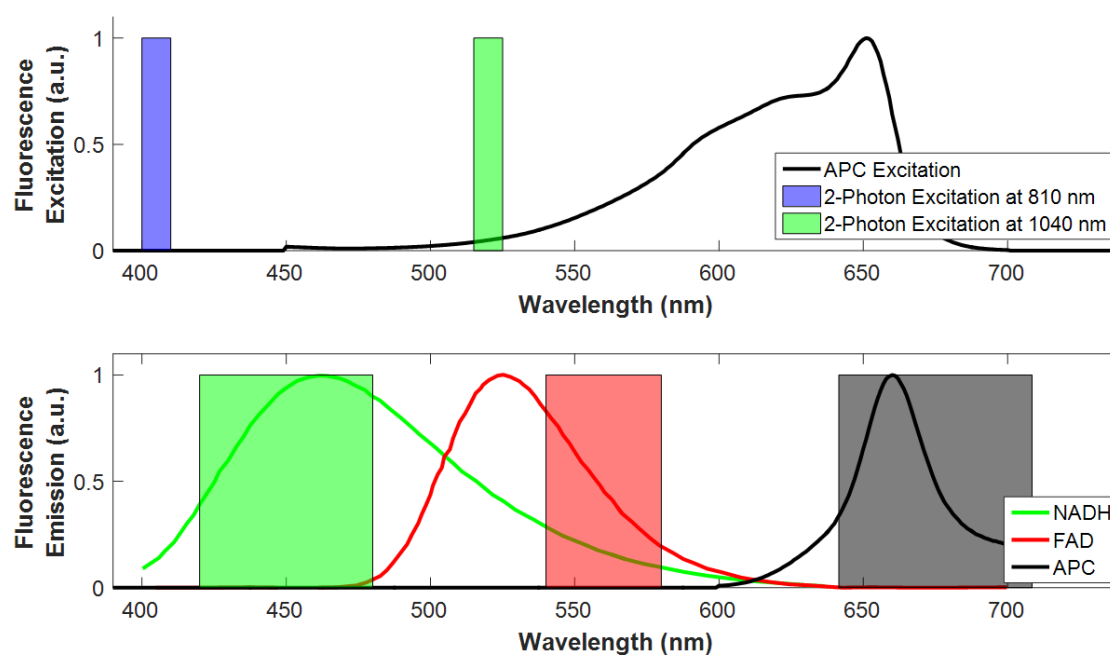 Fluorescence
Excitation (a.u.)
1
0.5
0
APC Excitation
2-Photon Excitation at 810 nm
2-Photon Excitation at 1040 nm
400 450 500 550 600 650 700
Wavelength (nm)
Fluorescence
Emission (a.u.)
1
0.5
0
NADH
FAD
APC
400 450 500 550 600 650 700
Wavelength (nm)